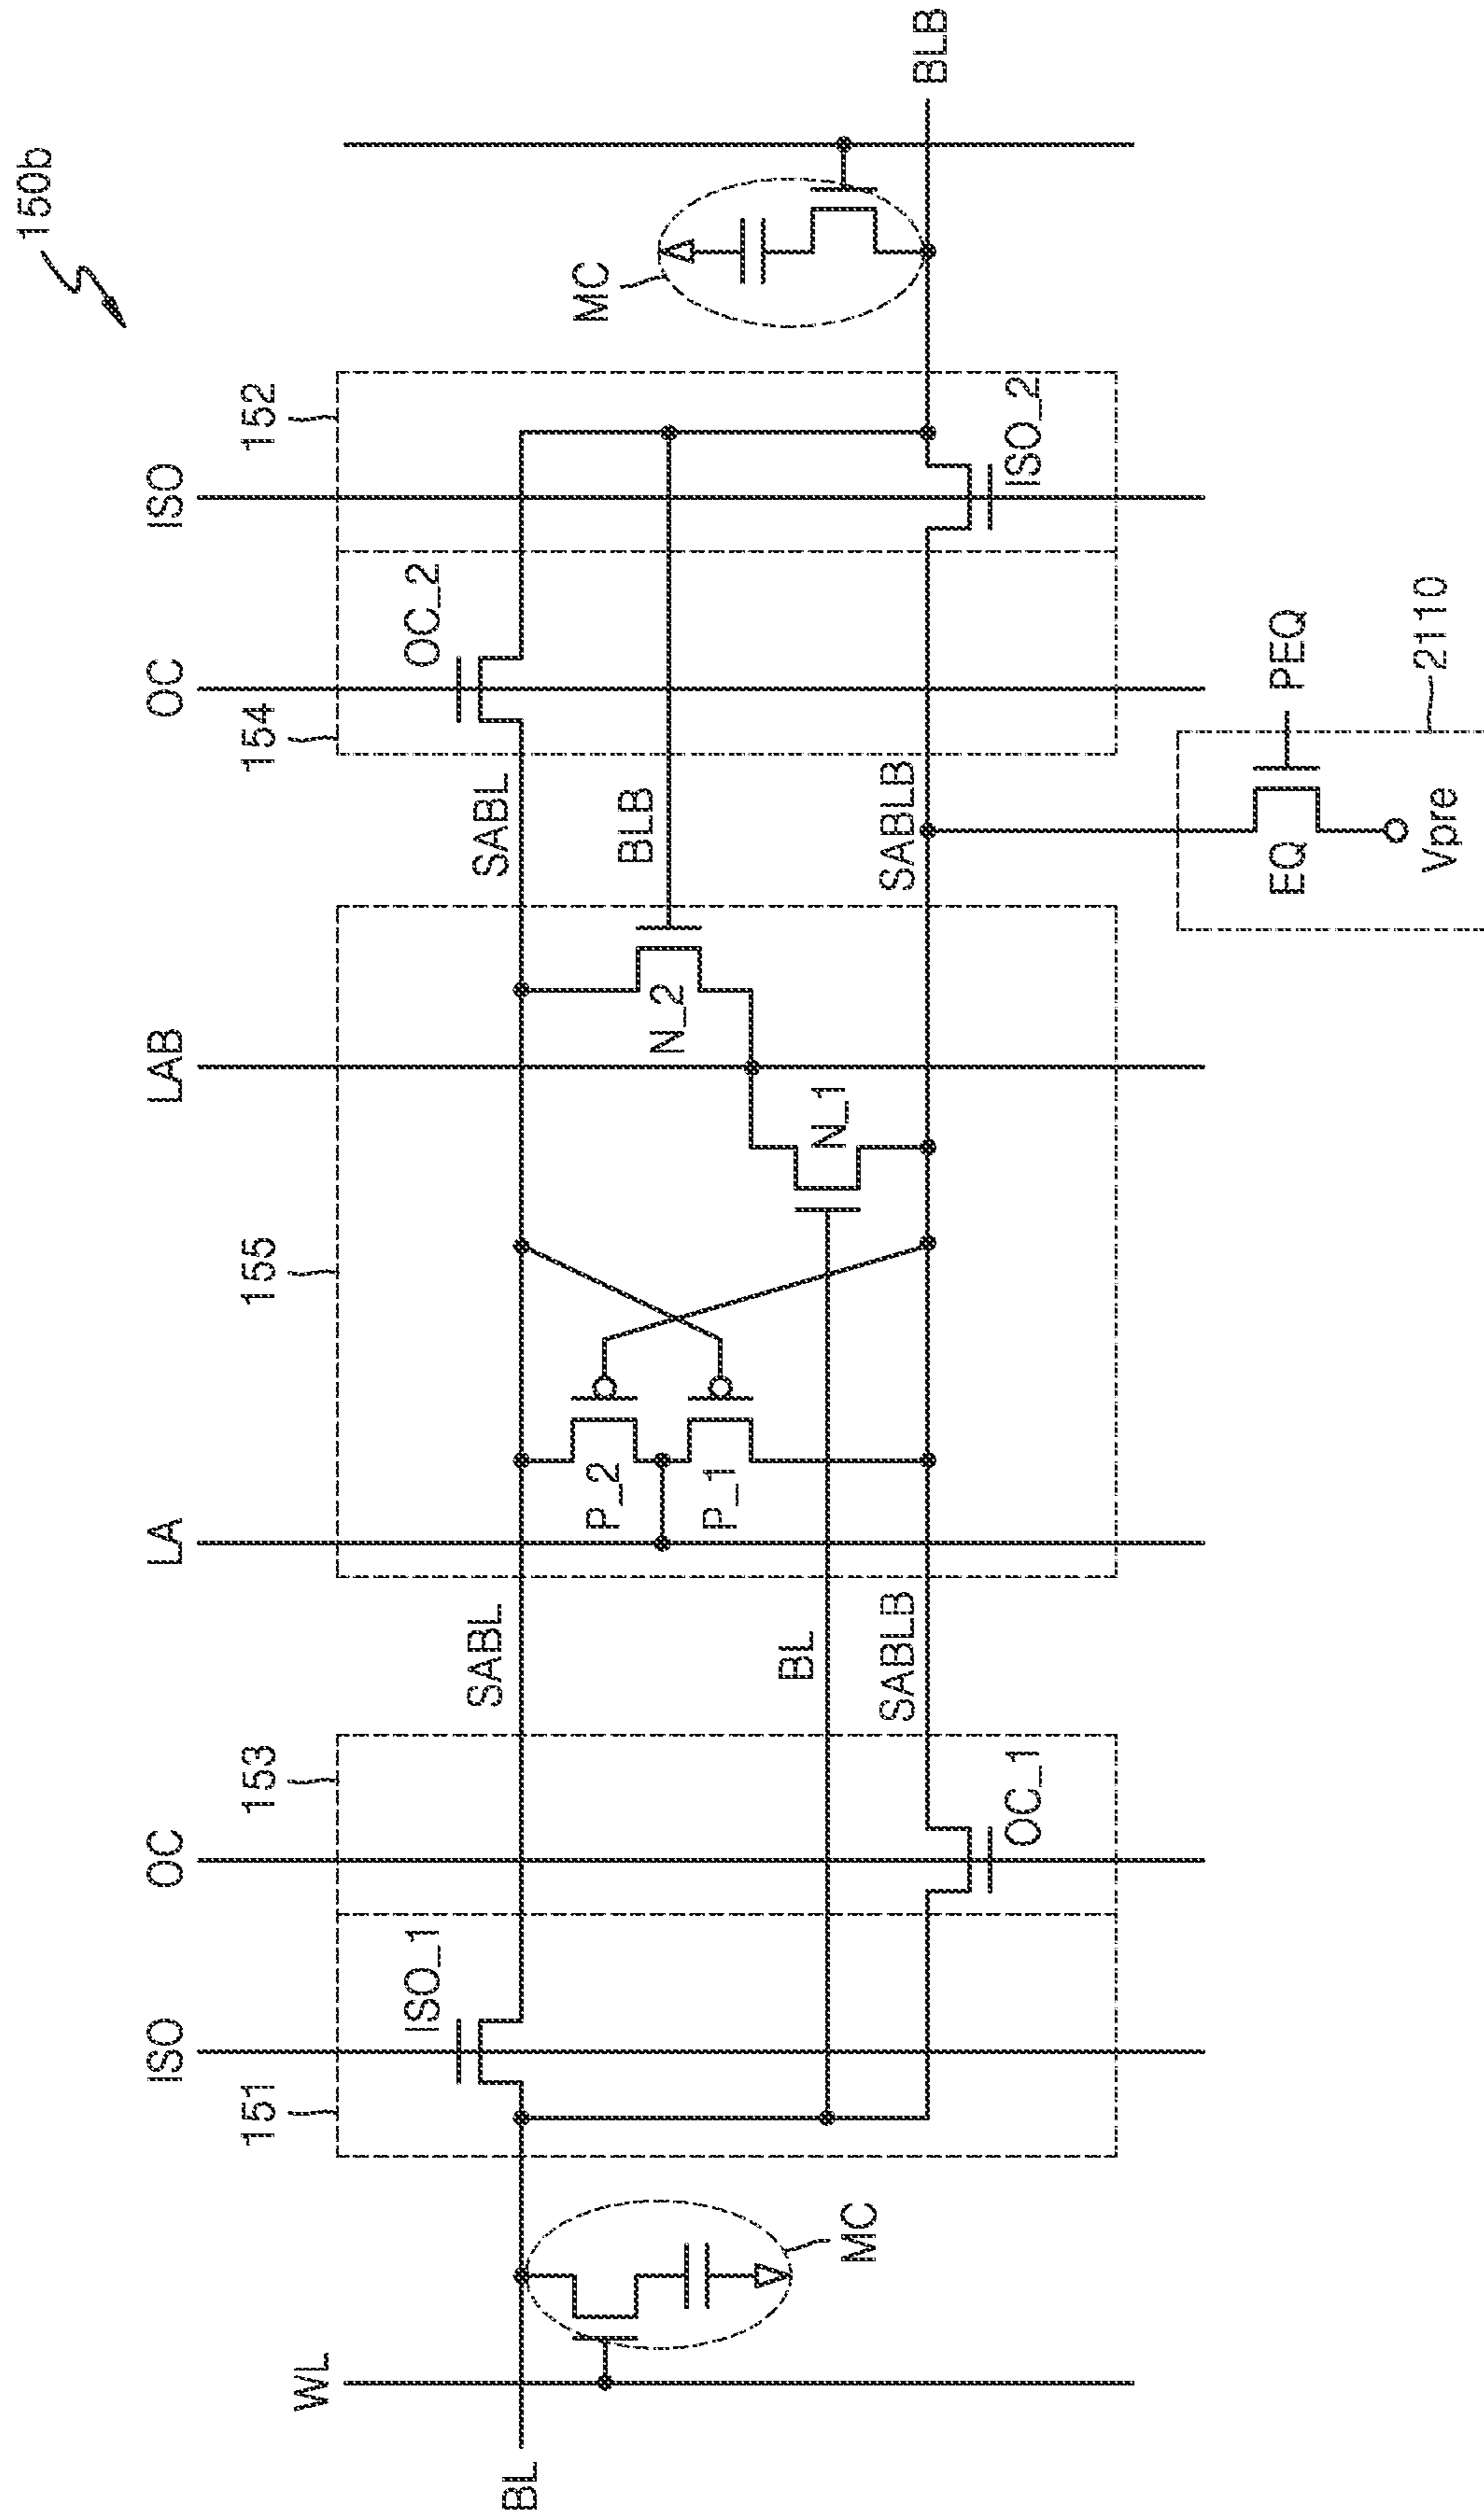 150b
WL
ISO
OC
LA
LAB
OC
ISO
151
153
155
154
152
ISO_1
OC_2
BL
SABL
SABL
MC
P_2
N_2
BLB
P_1
BL
N_1
MC
SABLB
SABLB
BLB
OC_1
ISO_2
EQ
PEQ
Vpre
2110